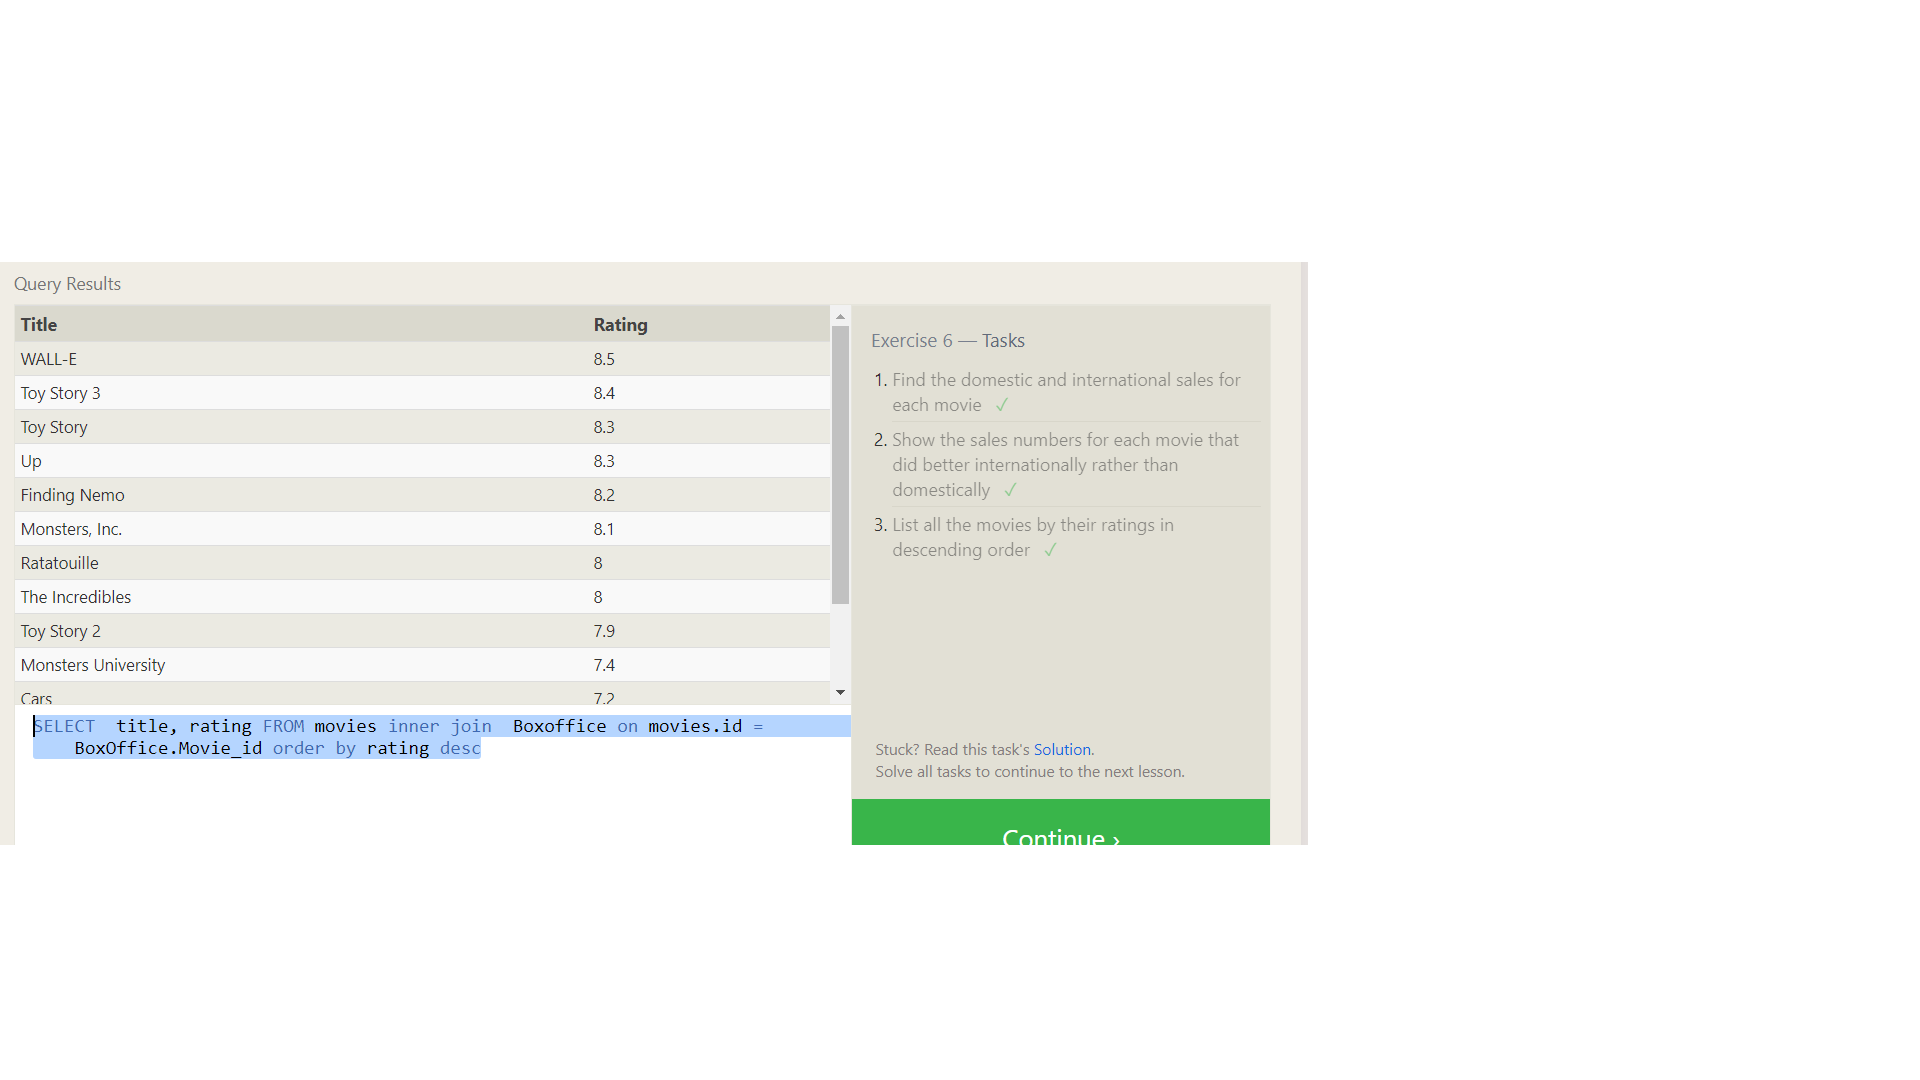 Query Results
Title Rating
WALL-E 8.5
Toy Story 3 8.4
Toy Story 8.3
Up 8.3
Finding Nemo 8.2
Monsters, Inc. 8.1
Ratatouille 8
The Incredibles 8
Toy Story 2 7.9
Monsters University 7.4
Cars 7.2
SELECT  title, rating FROM movies inner join  Boxoffice on movies.id =
BoxOffice.Movie_id order by rating desc
Exercise 6 — Tasks
1. Find the domestic and international sales for
each movie ✓
2. Show the sales numbers for each movie that
did better internationally rather than
domestically ✓
3. List all the movies by their ratings in
descending order ✓
Stuck? Read this task's Solution.
Solve all tasks to continue to the next lesson.
Continue ›